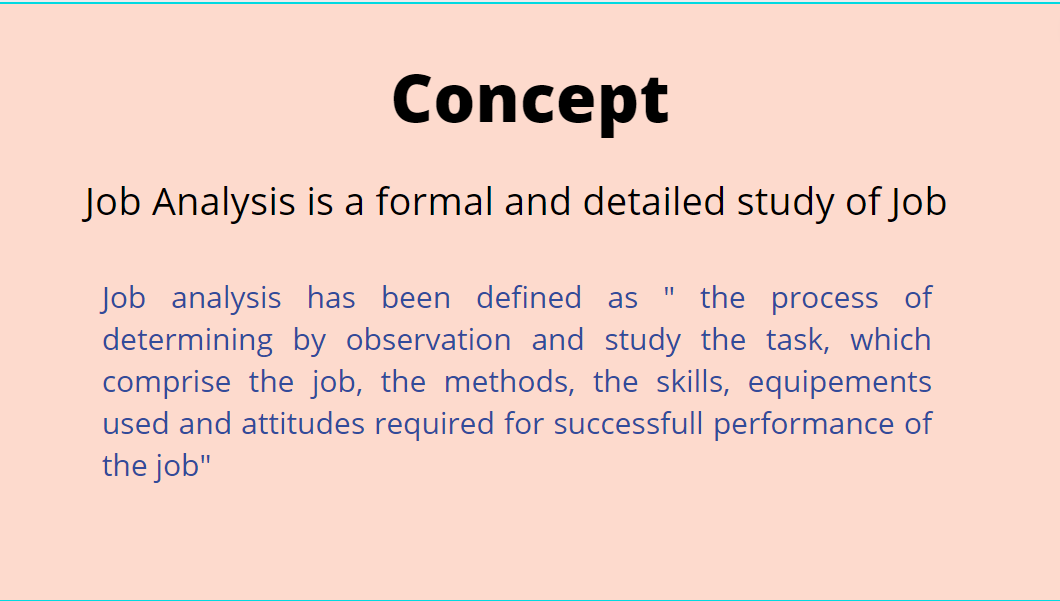 Concept
Job Analysis is a formal and detailed study of Job
Job analysis has been defined as " the process of
determining by observation and study the task, which
comprise the job, the methods, the skills, equipements
used and attitudes required for successfull performance of
the job"